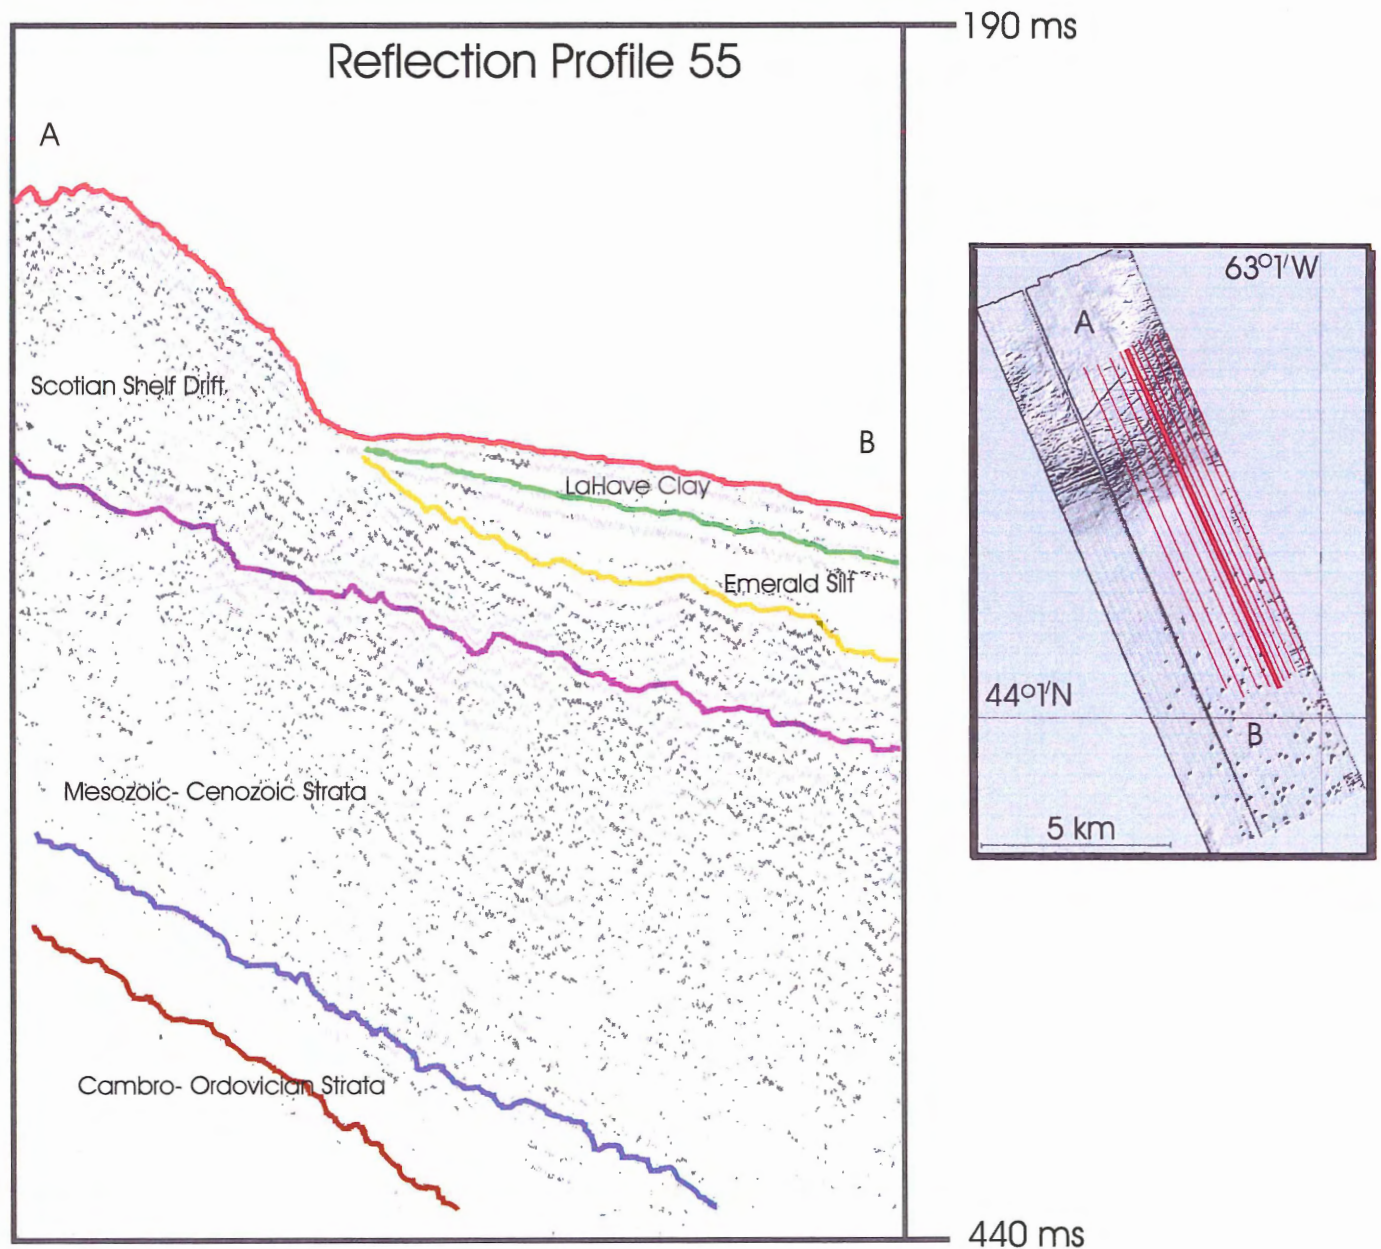 190 ms
Reflection Profile 55
A
Scotian Shelf Drift
B
LaHave Clay
Emerald Silt
Mesozoic- Cenozoic Strata
Cambro- Ordovician Strata
440 ms
63°1'W
A
44°1'N
B
5 km